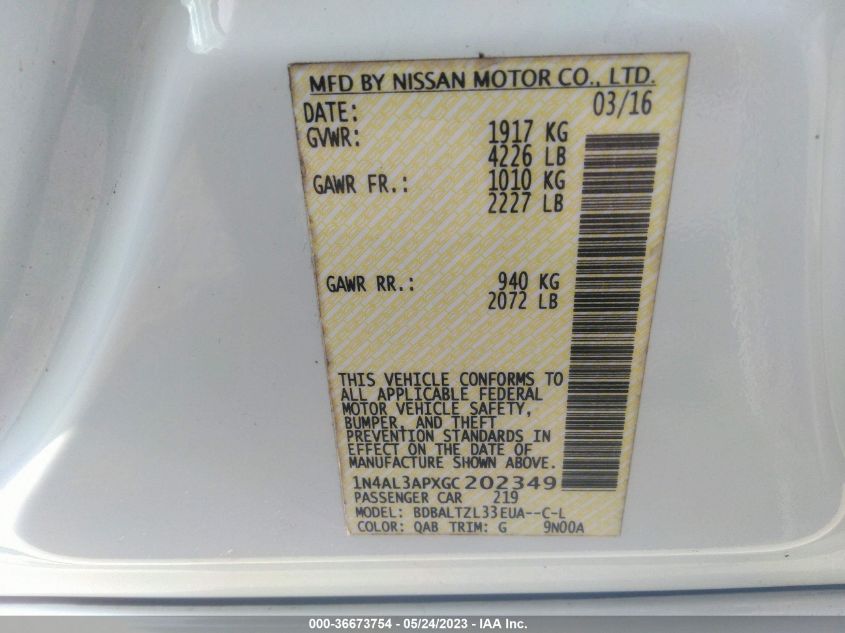 MFD BY NISSAN MOTOR CO., LTD.
DATE: 03/16
GVWR: 1917 KG
4226 LB
GAWR FR.: 1010 KG
2227 LB
GAWR RR.: 940 KG
2072 LB
THIS VEHICLE CONFORMS TO
ALL APPLICABLE FEDERAL
MOTOR VEHICLE SAFETY,
BUMPER, AND THEFT
PREVENTION STANDARDS IN
EFFECT ON THE DATE OF
MANUFACTURE SHOWN ABOVE.
1N4AL3APXGC202349
PASSENGER CAR 219
MODEL: BDBALTZL33EUA--C-L
COLOR: QAB TRIM: G 9N00A
000-36673754 / 05/24/2023 - IAA Inc.